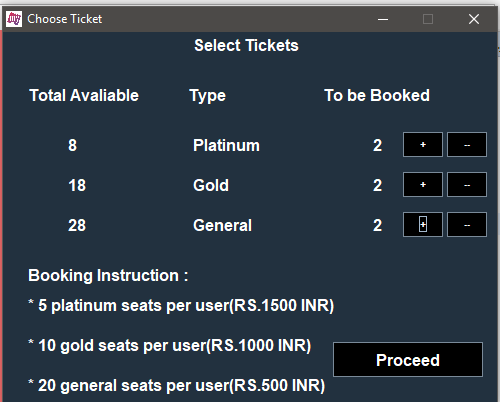 Choose Ticket
Select Tickets
Total Avaliable Type To be Booked
8 Platinum 2 + --
18 Gold 2 + --
28 General 2 + --
Booking Instruction :
* 5 platinum seats per user(RS.1500 INR)
* 10 gold seats per user(RS.1000 INR)
Proceed
* 20 general seats per user(RS.500 INR)